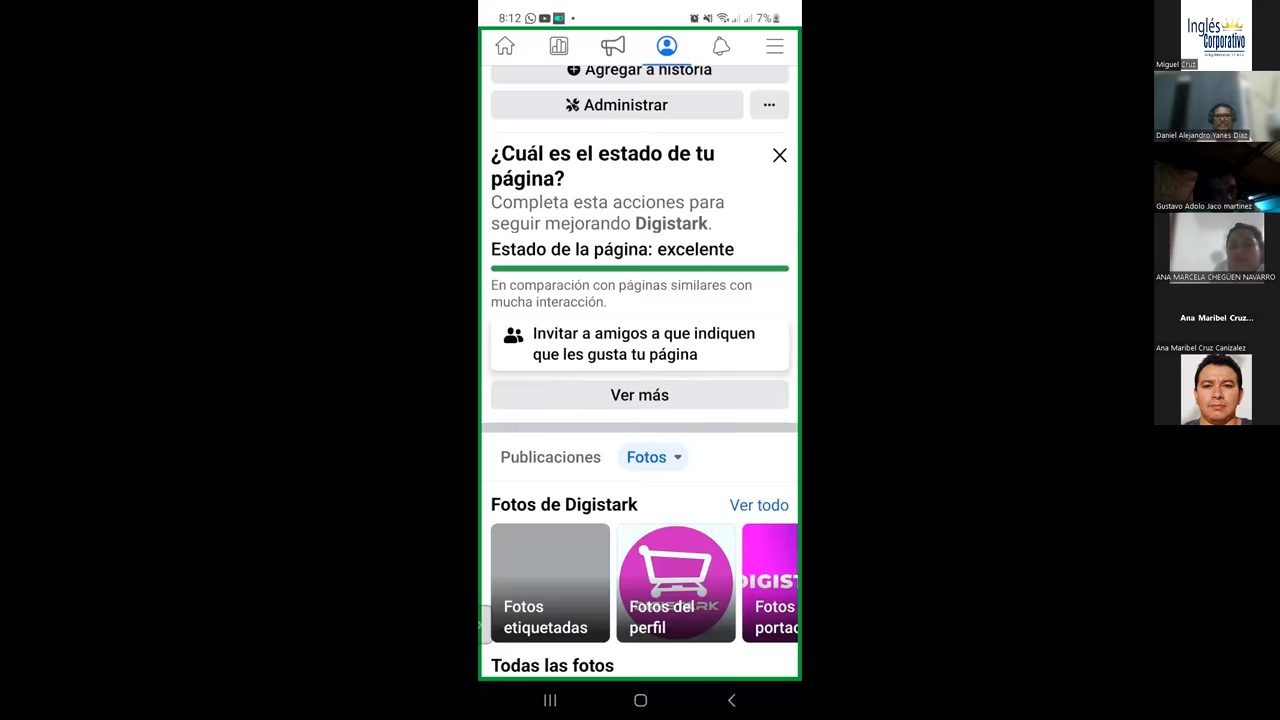 8:12
7%
Agregar a historia
Administrar
¿Cuál es el estado de tu
página?
Completa esta acciones para
seguir mejorando Digistark.
Estado de la página: excelente
En comparación con páginas similares con
mucha interacción.
Invitar a amigos a que indiquen
que les gusta tu página
Ver más
Publicaciones
Fotos
Fotos de Digistark
Ver todo
Fotos
etiquetadas
Fotos del
perfil
DIGIST
Fotos
portad
Todas las fotos
Inglés
Corporativo
Miguel Cruz
Daniel Alejandro Yanes Díaz
Gustavo Adolo Jaco martinez
ANA MARCELA CHEGÜEN NAVARRO
Ana Maribel Cruz...
Ana Maribel Cruz Canizalez